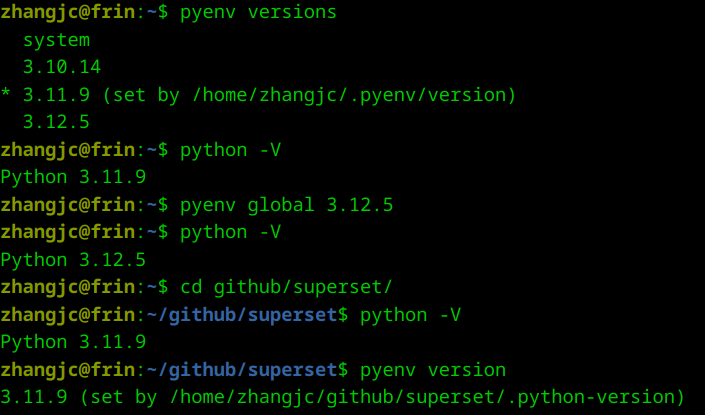 zhangjc@frin:~$ pyenv versions
  system
  3.10.14
* 3.11.9 (set by /home/zhangjc/.pyenv/version)
  3.12.5
zhangjc@frin:~$ python -V
Python 3.11.9
zhangjc@frin:~$ pyenv global 3.12.5
zhangjc@frin:~$ python -V
Python 3.12.5
zhangjc@frin:~$ cd github/superset/
zhangjc@frin:~/github/superset$ python -V
Python 3.11.9
zhangjc@frin:~/github/superset$ pyenv version
3.11.9 (set by /home/zhangjc/github/superset/.python-version)